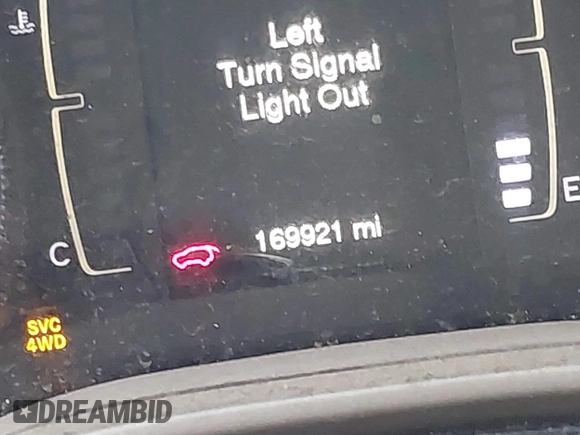 Left
Turn Signal
Light Out
E
169921 mi
C
SVC
4WD
DREAMBID